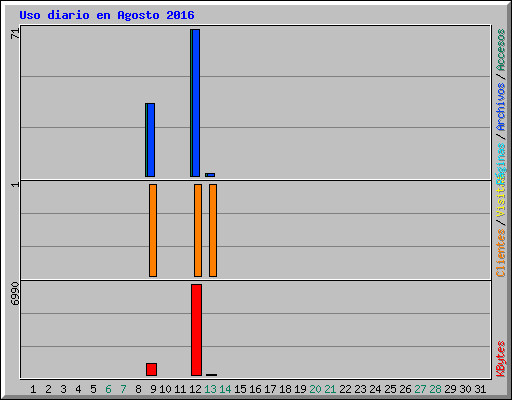 Uso diario en Agosto 2016
71
1
6990
Accesos / Archivos / Páginas
Clientes / Visitas
KBytes
1 2 3 4 5 6 7 8 9 10 11 12 13 14 15 16 17 18 19 20 21 22 23 24 25 26 27 28 29 30 31